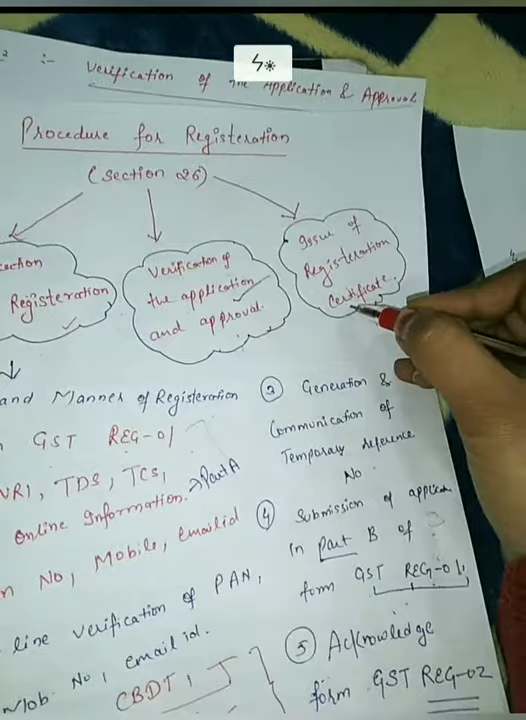 2 :- Verification of the Application & Approval
Procedure for Registeration
(Section 26)
Registeration
Verification of
the application
and approval.
Issue of
Registeration
Certificate.
and Manner of Registeration
GST REG-01
TDS, TCS,
Online Information. → Part A
No, Mobile, emailid
line verification of PAN,
No, email id.
CBDT,
③ Generation &
Communication of
Temporary reference
No.
④ Submission of
In Part B of
form GST REG-01.
⑤ Acknowledge
form GST REG-02